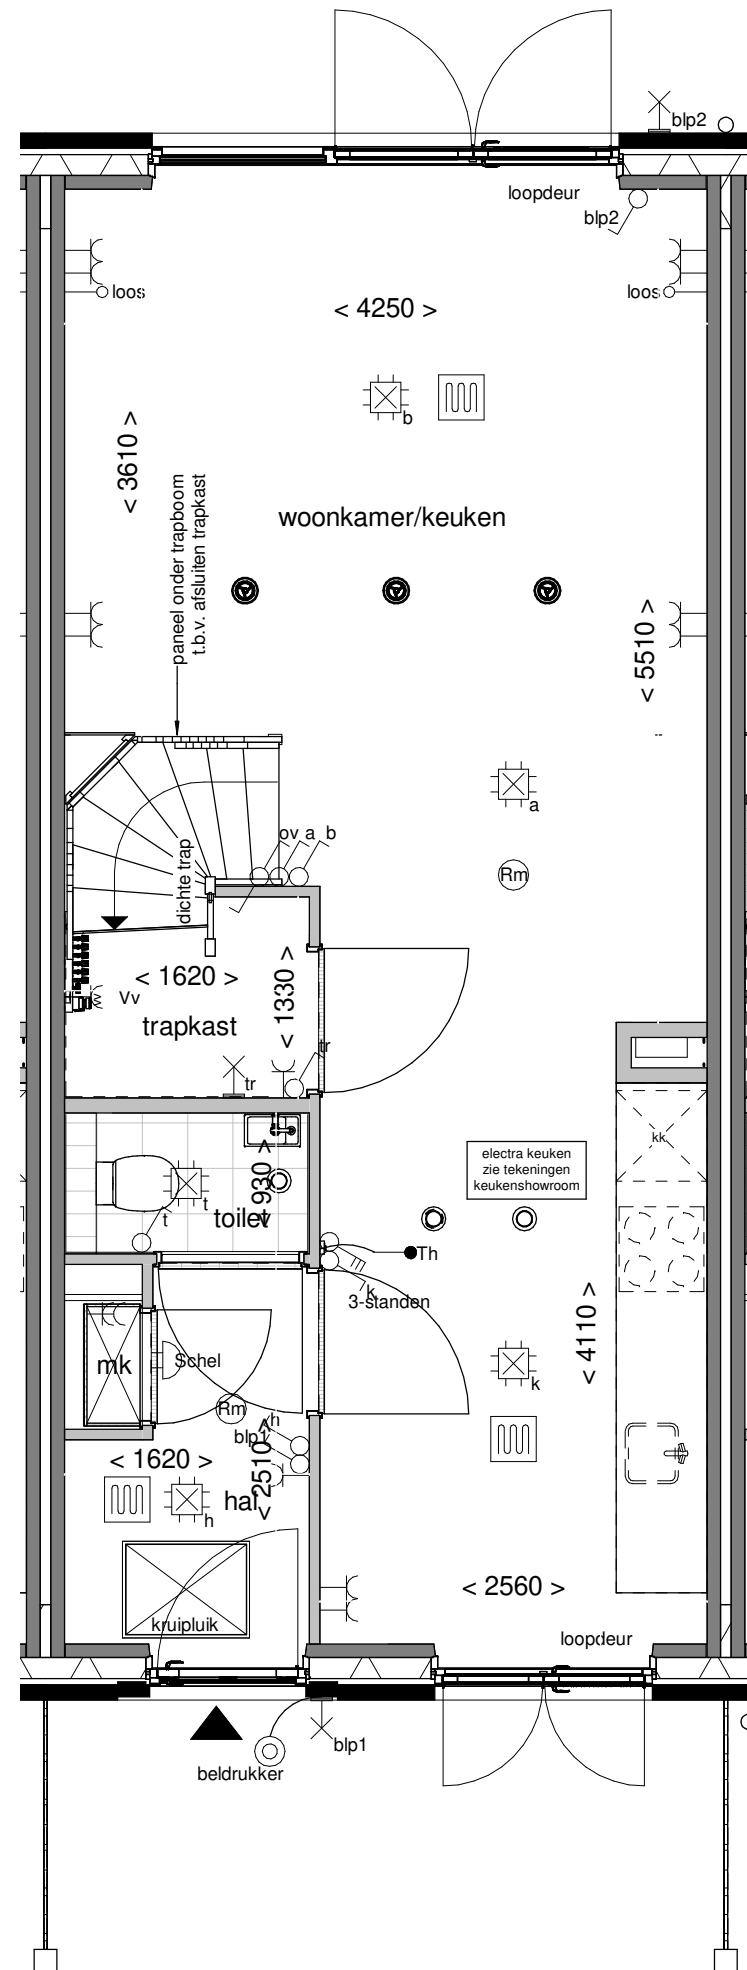 blp2
loopdeur
blp2
loos
loos
< 4250 >
b
< 3610 >
paneel onder trapboom
t.b.v. afsluiten trapkast
woonkamer/keuken
< 5510 >
a
ov a b
dichte trap
Rm
< 1620 >
Vv
< 1330 >
trapkast
tr
tr
kk
electra keuken
zie tekeningen
keukenshowroom
< 930 >
t
t
toilet
Th
k
3-standen
< 4110 >
mk
Schel
k
Rm
h
blp1
< 1620 >
< 2510 >
hal
h
< 2560 >
kruipluik
loopdeur
blp1
beldrukker